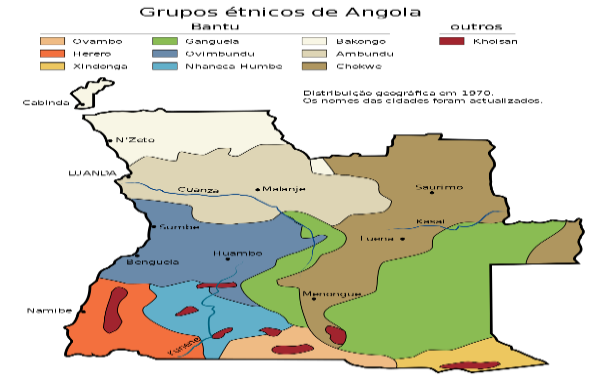 Grupos étnicos de Angola
Bantu outros
Ovambo Ganguela Bakongo Khoisan
Herero Ovimbundu Ambundu
Xindonga Nhaneca Humbe Chokwe
Distribuição geográfica em 1970.
Os nomes das cidades foram actualizados.
Cabinda
N'Zeto
LUANDA
Cuanza
Malanje
Saurimo
Kasai
Sumbe
Luena
Huambo
Benguela
Menongue
Namibe
Kunene